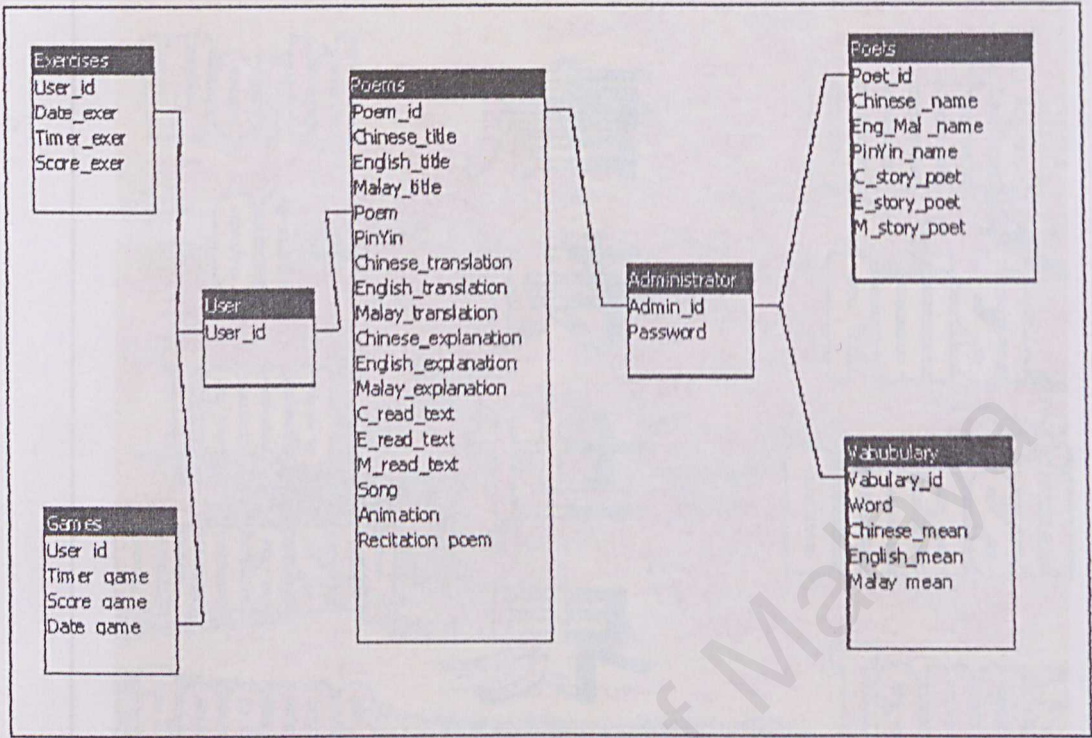 Exercises
User_id
Date_exer
Timer_exer
Score_exer
User
User_id
Games
User id
Timer game
Score game
Date game
Poems
Poem_id
Chinese_title
English_title
Malay_title
Poem
PinYin
Chinese_translation
English_translation
Malay_translation
Chinese_explanation
English_explanation
Malay_explanation
C_read_text
E_read_text
M_read_text
Song
Animation
Recitation poem
Administrator
Admin_id
Password
Poets
Poet_id
Chinese _name
Eng_Mal _name
PinYin_name
C_story_poet
E_story_poet
M_story_poet
Vabubulary
Vabulary_id
Word
Chinese_mean
English_mean
Malay mean
of Malaya